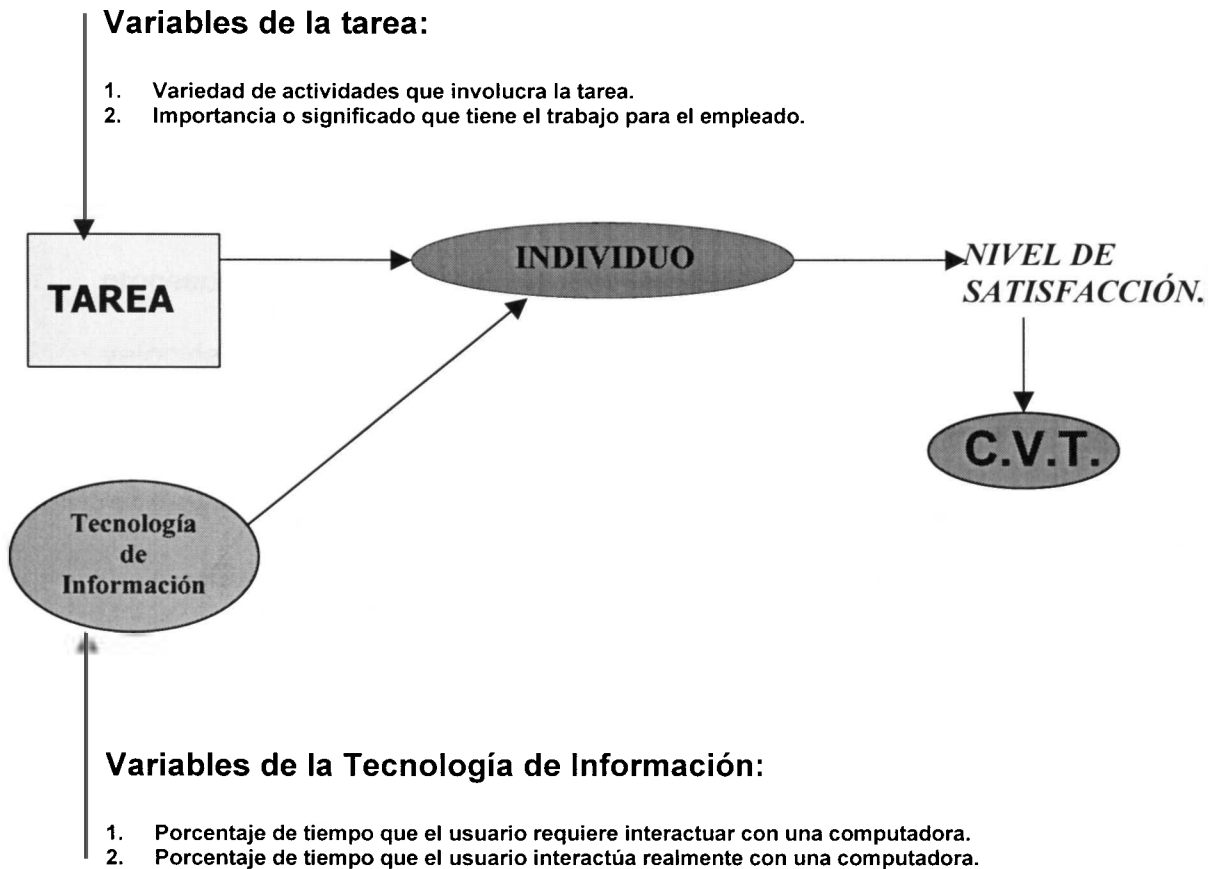 Variables de la tarea:
1. Variedad de actividades que involucra la tarea.
2. Importancia o significado que tiene el trabajo para el empleado.
INDIVIDUO
NIVEL DE
SATISFACCIÓN.
TAREA
C.V.T.
Tecnología
de
Información
Variables de la Tecnología de Información:
1. Porcentaje de tiempo que el usuario requiere interactuar con una computadora.
2. Porcentaje de tiempo que el usuario interactúa realmente con una computadora.